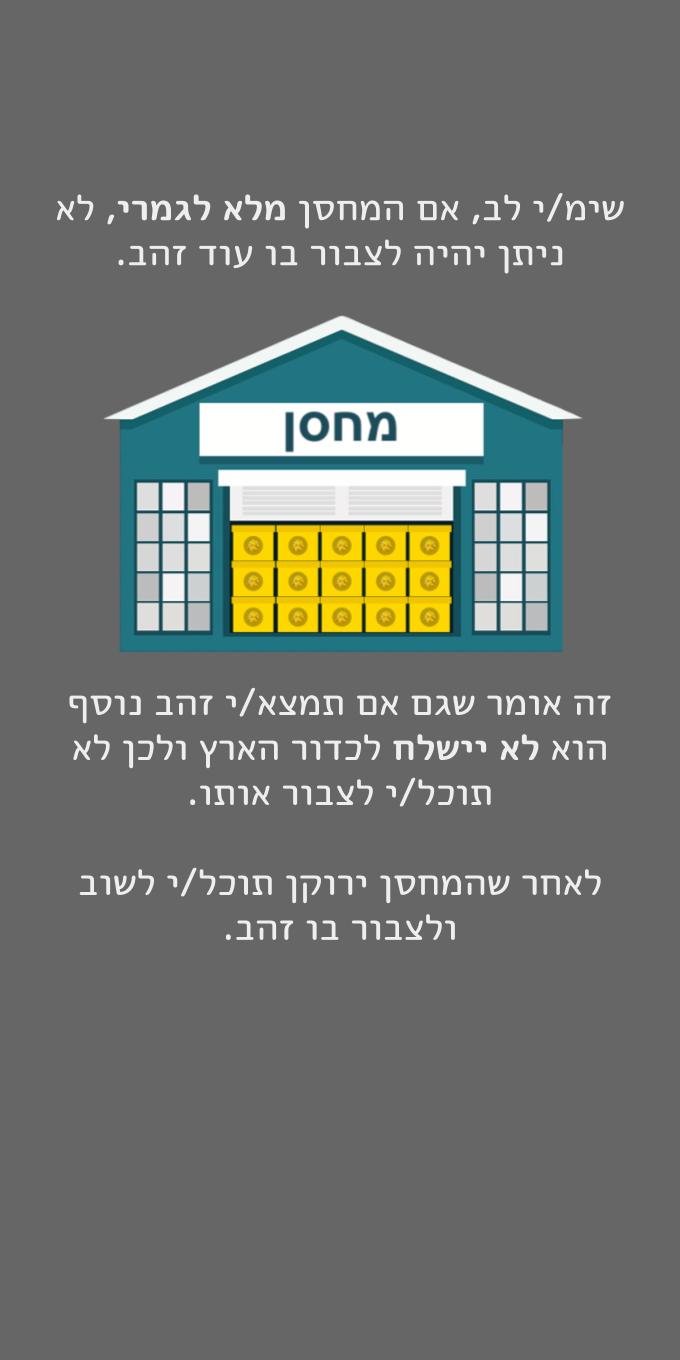 שימ/י לב, אם המחסן מלא לגמרי, לא
ניתן יהיה לצבור בו עוד זהב.
מחסן
זה אומר שגם אם תמצא/י זהב נוסף
הוא לא יישלח לכדור הארץ ולכן לא
תוכל/י לצבור אותו.
לאחר שהמחסן ירוקן תוכל/י לשוב
ולצבור בו זהב.